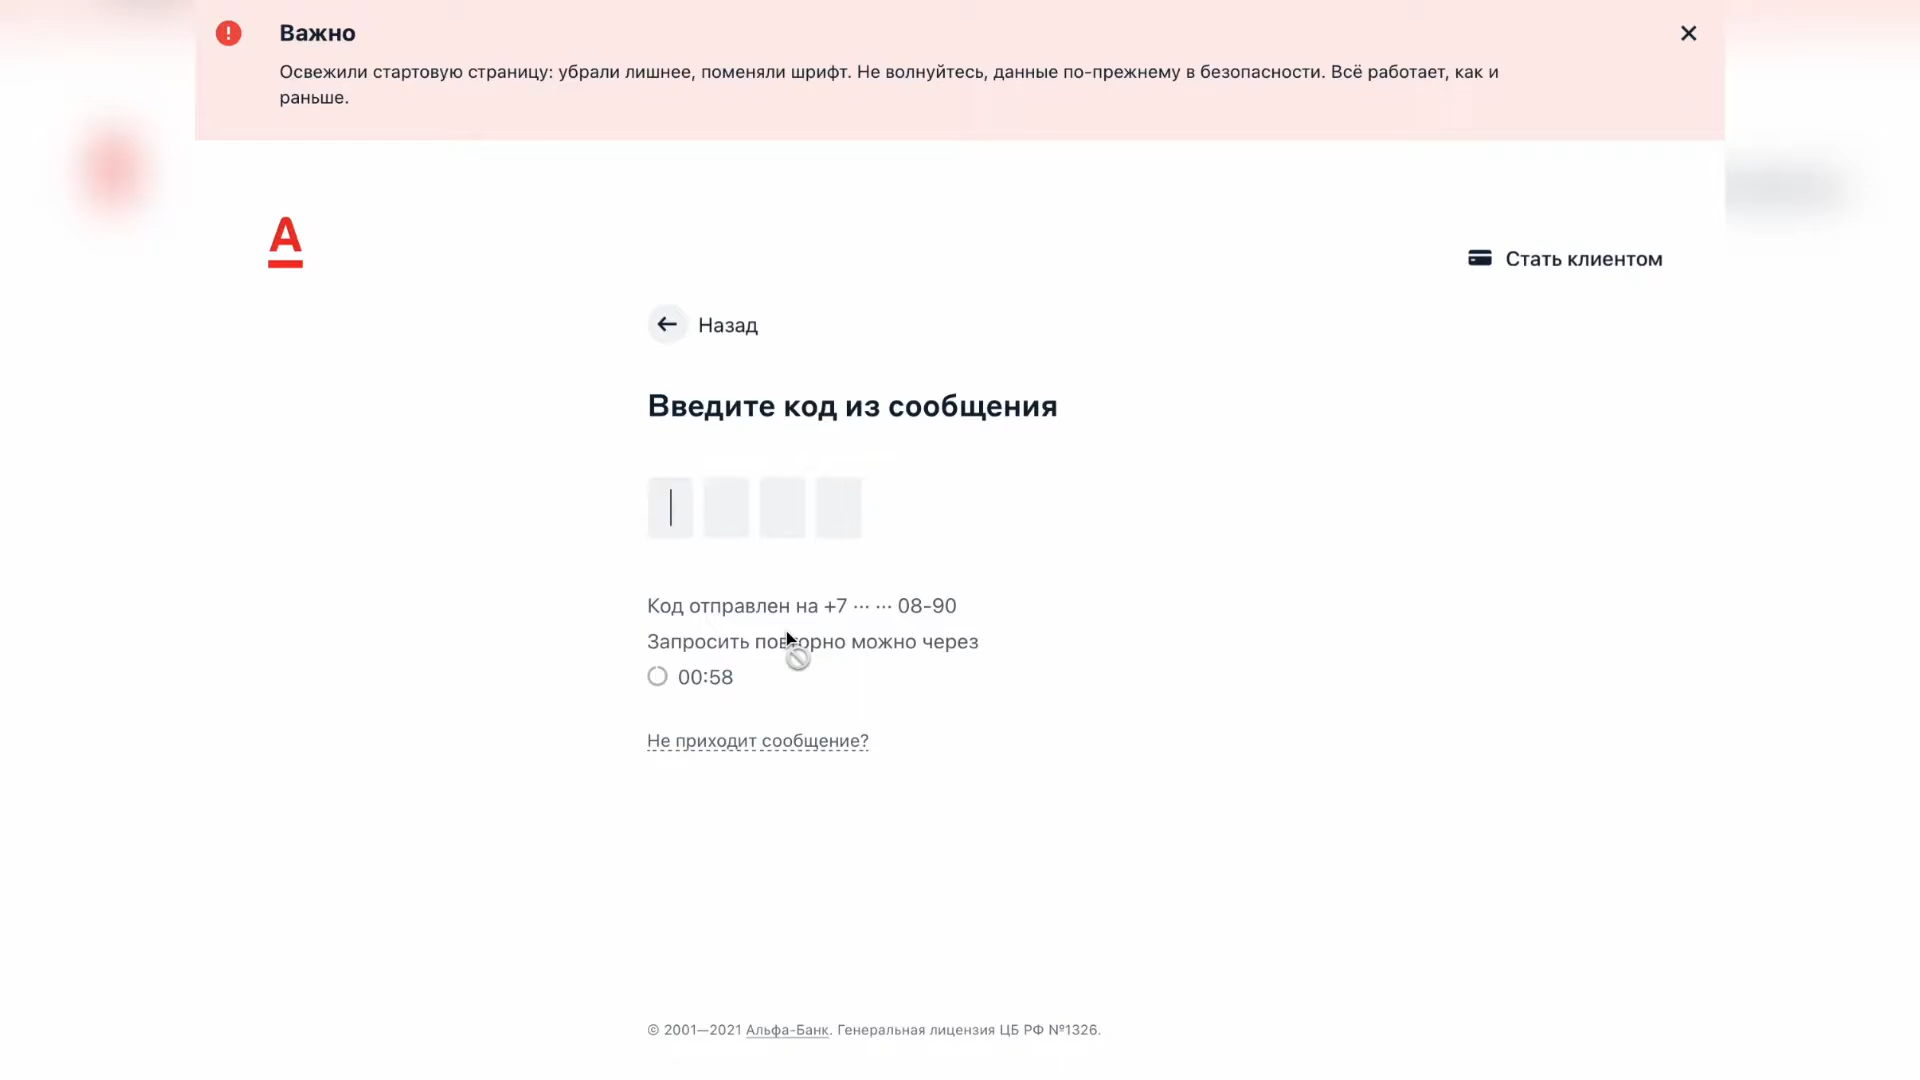 Важно
Освежили стартовую страницу: убрали лишнее, поменяли шрифт. Не волнуйтесь, данные по-прежнему в безопасности. Всё работает, как и
раньше.
А
Стать клиентом
Назад
Введите код из сообщения
Код отправлен на +7 ··· ··· 08-90
Запросить повторно можно через
00:58
Не приходит сообщение?
© 2001—2021 Альфа-Банк. Генеральная лицензия ЦБ РФ №1326.